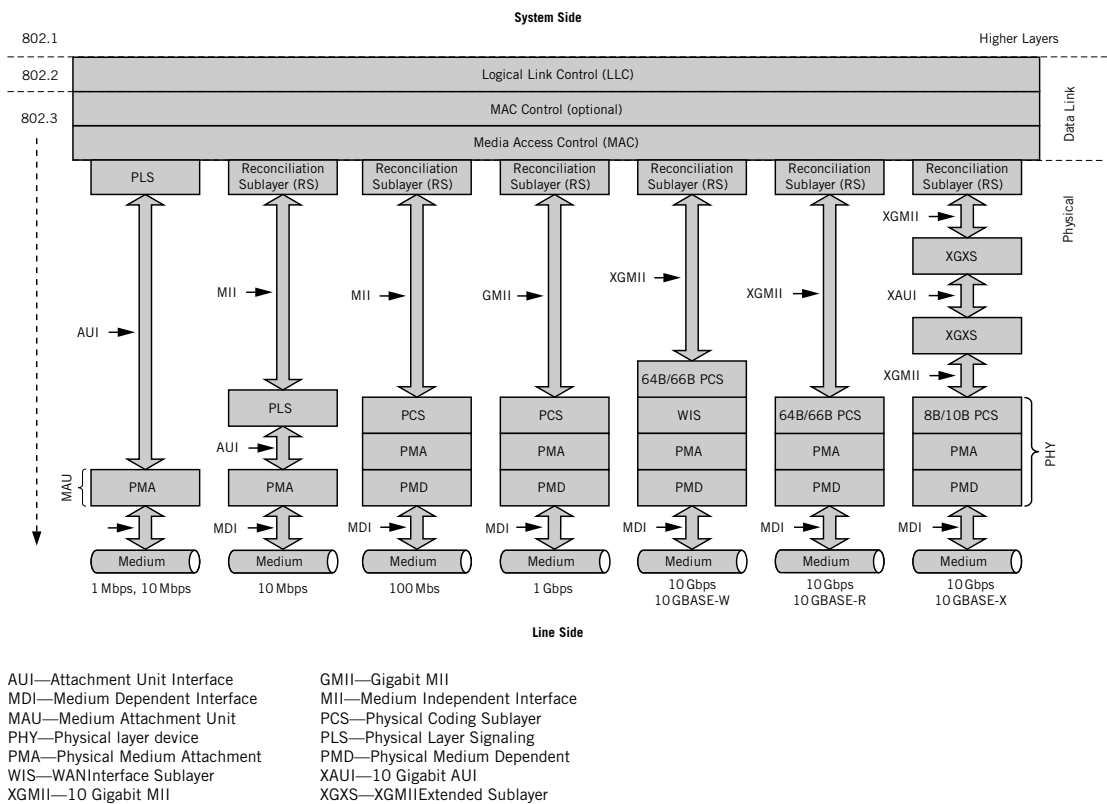 System Side
802.1
Higher Layers
802.2
Logical Link Control (LLC)
MAC Control (optional)
802.3
Data Link
Media Access Control (MAC)
PLS
Reconciliation
Sublayer (RS)
Reconciliation
Sublayer (RS)
Reconciliation
Sublayer (RS)
Reconciliation
Sublayer (RS)
Reconciliation
Sublayer (RS)
Reconciliation
Sublayer (RS)
Physical
XGMII
XGXS
XGMII
MII
MII
GMII
XGMII
XAUI
AUI
XGXS
XGMII
64B/66B PCS
PLS
PCS
PCS
WIS
64B/66B PCS
8B/10B PCS
AUI
PMA
PMA
PMA
PMA
PMA
PHY
MAU
PMA
PMA
PMD
PMD
PMD
PMD
PMD
MDI
MDI
MDI
MDI
MDI
MDI
Medium
Medium
Medium
Medium
Medium
Medium
Medium
1 Mbps, 10 Mbps
10 Mbps
100 Mbs
1 Gbps
10 Gbps
10 GBASE-W
10 Gbps
10 GBASE-R
10 Gbps
10 GBASE-X
Line Side
AUI—Attachment Unit Interface
MDI—Medium Dependent Interface
MAU—Medium Attachment Unit
PHY—Physical layer device
PMA—Physical Medium Attachment
WIS—WANInterface Sublayer
XGMII—10 Gigabit MII
GMII—Gigabit MII
MII—Medium Independent Interface
PCS—Physical Coding Sublayer
PLS—Physical Layer Signaling
PMD—Physical Medium Dependent
XAUI—10 Gigabit AUI
XGXS—XGMIIExtended Sublayer